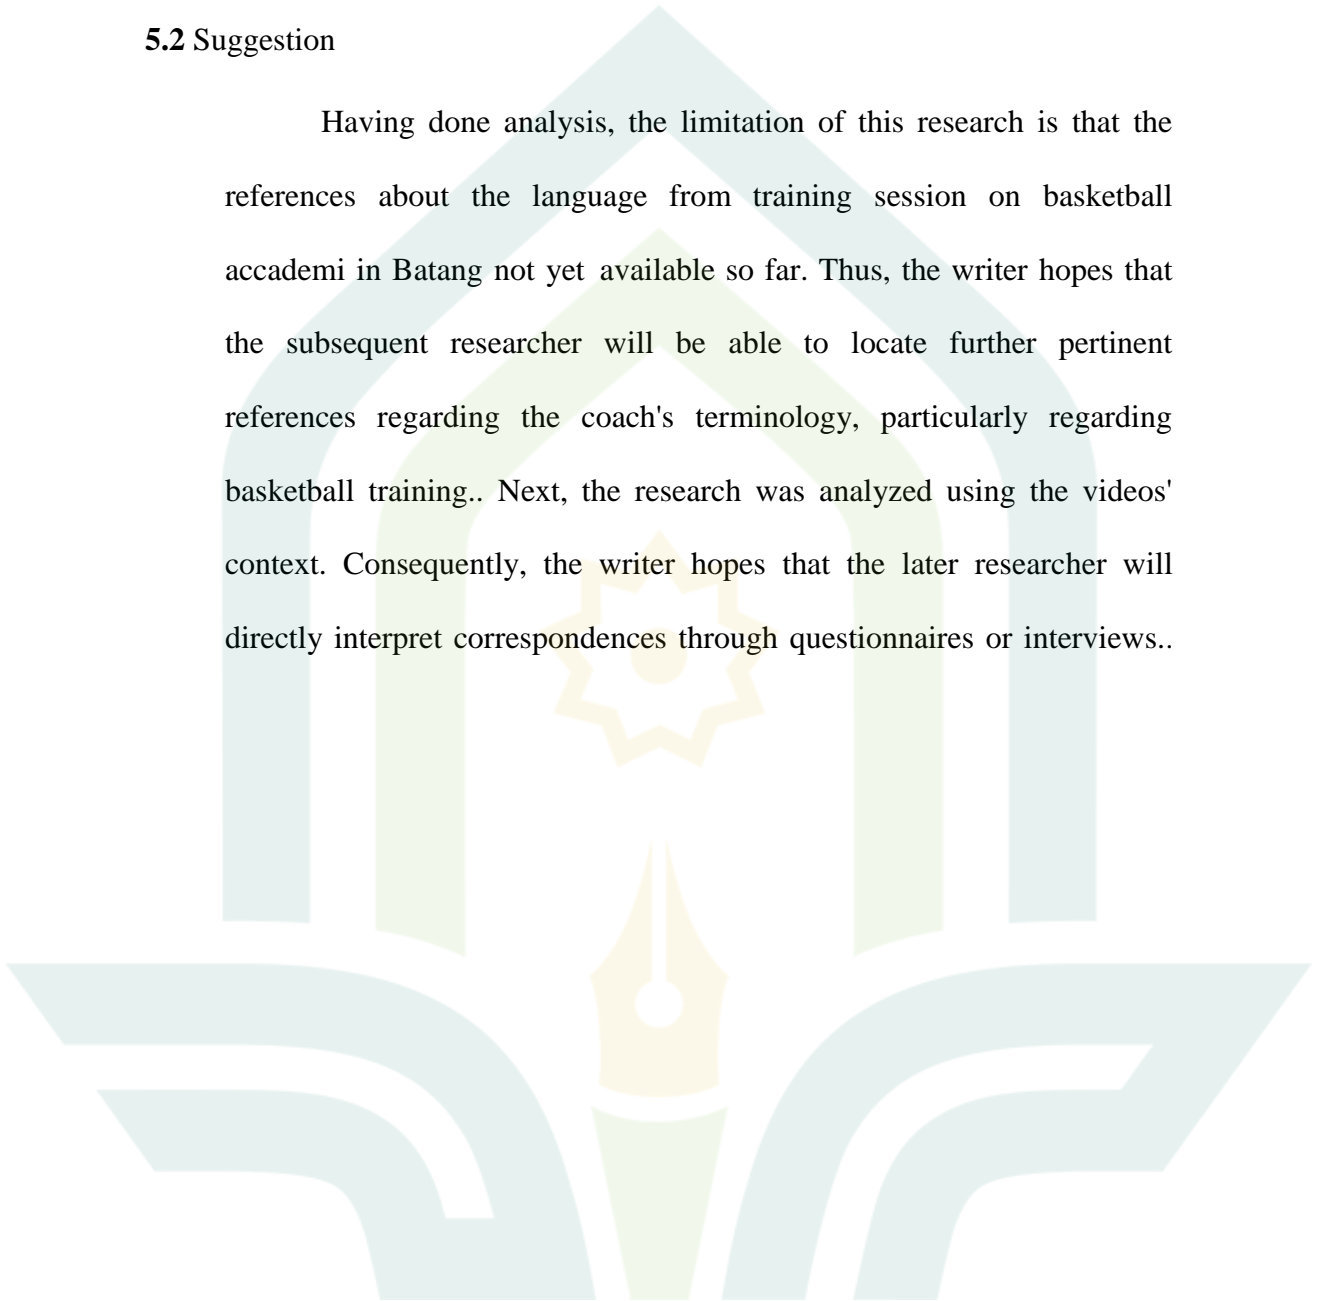 5.2 Suggestion
Having done analysis, the limitation of this research is that the
references about the language from training session on basketball
accademi in Batang not yet available so far. Thus, the writer hopes that
the subsequent researcher will be able to locate further pertinent
references regarding the coach's terminology, particularly regarding
basketball training.. Next, the research was analyzed using the videos'
context. Consequently, the writer hopes that the later researcher will
directly interpret correspondences through questionnaires or interviews..